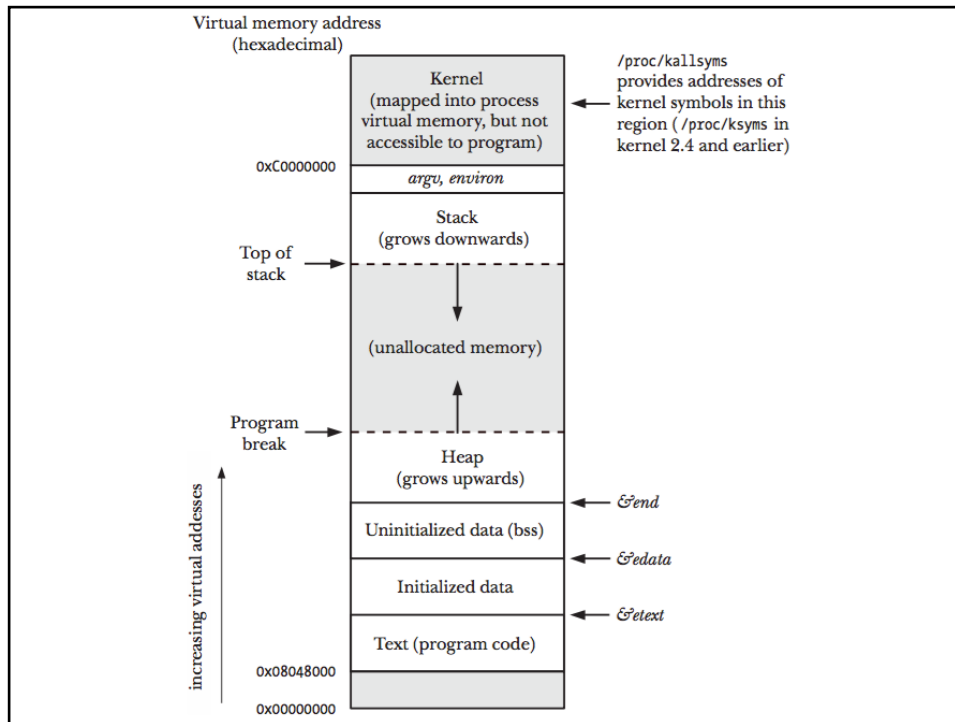 Virtual memory address
(hexadecimal)
/proc/kallsyms
provides addresses of
kernel symbols in this
region (/proc/ksyms in
kernel 2.4 and earlier)
Kernel
(mapped into process
virtual memory, but not
accessible to program)
0xC0000000
argv, environ
Stack
(grows downwards)
Top of
stack
(unallocated memory)
Program
break
Heap
(grows upwards)
&end
Uninitialized data (bss)
&edata
Initialized data
&etext
Text (program code)
0x08048000
0x00000000
increasing virtual addesses